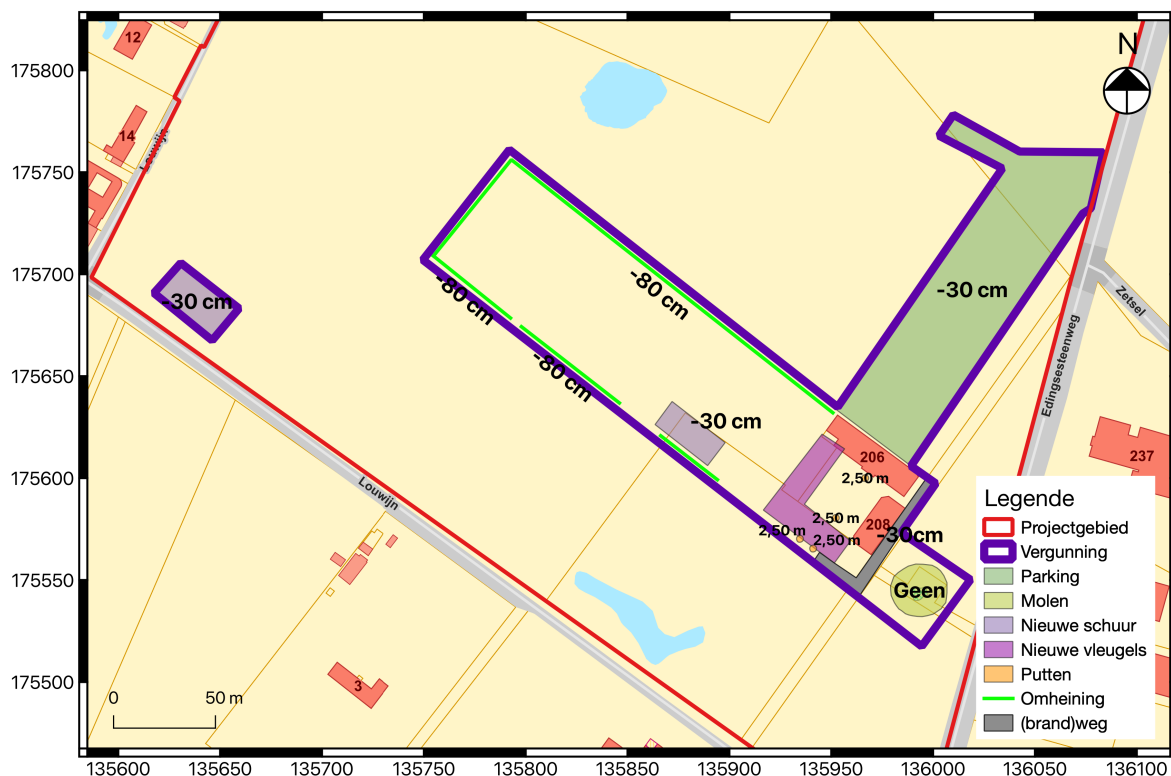 N
175800
175750
175700
175650
175600
175550
175500
12
14
Louwijn
-30 cm
-80 cm
-80 cm
-80 cm
-30 cm
-30 cm
Zetsel
Edingsesteenweg
237
206
2,50 m
2,50 m
208
2,50 m
2,50 m
-30cm
Geen
Louwijn
3
0 50 m
Legende
Projectgebied
Vergunning
Parking
Molen
Nieuwe schuur
Nieuwe vleugels
Putten
Omheining
(brand)weg
135600 135650 135700 135750 135800 135850 135900 135950 136000 136050 136100